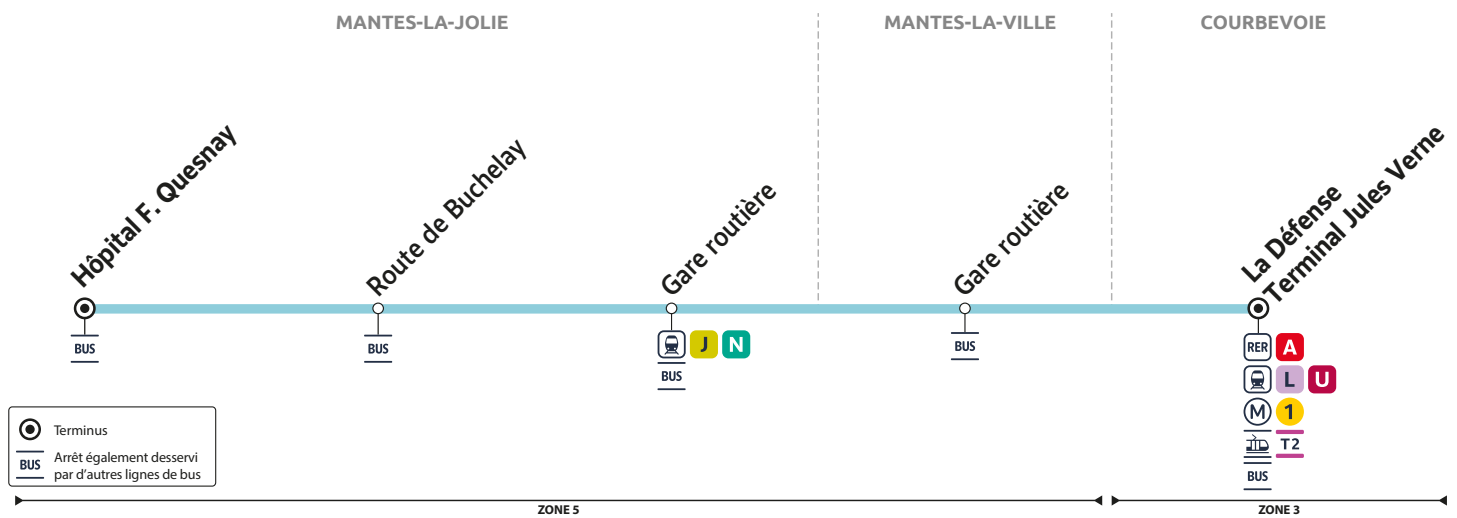 MANTES-LA-JOLIE
MANTES-LA-VILLE
COURBEVOIE
Hôpital F. Quesnay
Route de Buchelay
Gare routière
Gare routière
La Défense
Terminal Jules Verne
BUS
BUS
J N
BUS
BUS
RER A
L U
M 1
T2
BUS
Terminus
BUS
Arrêt également desservi
par d'autres lignes de bus
ZONE 5
ZONE 3